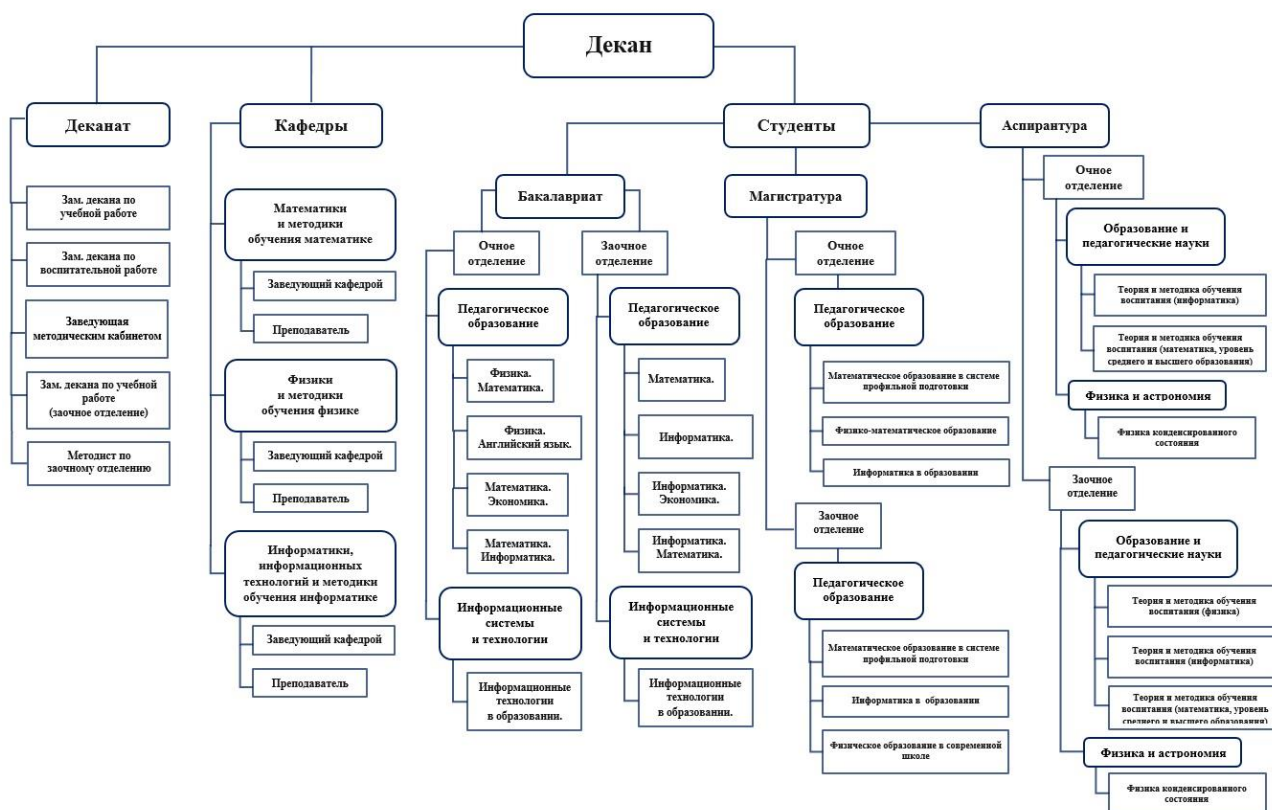 Декан
Деканат
Зам. декана по
учебной работе
Зам. декана по
воспитательной работе
Заведующая
методическим кабинетом
Зам. декана по учебной
работе
(заочное отделение)
Методист по
заочному отделению
Кафедры
Математики
и методики
обучения математике
Заведующий кафедрой
Преподаватель
Физики
и методики
обучения физике
Заведующий кафедрой
Преподаватель
Информатики,
информационных
технологий и методики
обучения информатике
Заведующий кафедрой
Преподаватель
Студенты
Бакалавриат
Очное
отделение
Педагогическое
образование
Физика.
Математика.
Физика.
Английский язык.
Математика.
Экономика.
Математика.
Информатика.
Информационные
системы
и технологии
Информационные
технологии
в образовании.
Заочное
отделение
Педагогическое
образование
Математика.
Информатика.
Информатика.
Экономика.
Информатика.
Математика.
Информационные
системы
и технологии
Информационные
технологии
в образовании.
Магистратура
Очное
отделение
Педагогическое
образование
Математическое образование в системе
профильной подготовки
Физико-математическое образование
Информатика в образовании
Заочное
отделение
Педагогическое
образование
Математическое образование в системе
профильной подготовки
Информатика в образовании
Физическое образование в современной
школе
Аспирантура
Очное
отделение
Образование и
педагогические науки
Теория и методика обучения
воспитания (информатика)
Теория и методика обучения
воспитания (математика, уровень
среднего и высшего образования)
Физика и астрономия
Физика конденсированного
состояния
Заочное
отделение
Образование и
педагогические науки
Теория и методика обучения
воспитания (физика)
Теория и методика обучения
воспитания (информатика)
Теория и методика обучения
воспитания (математика, уровень
среднего и высшего образования)
Физика и астрономия
Физика конденсированного
состояния